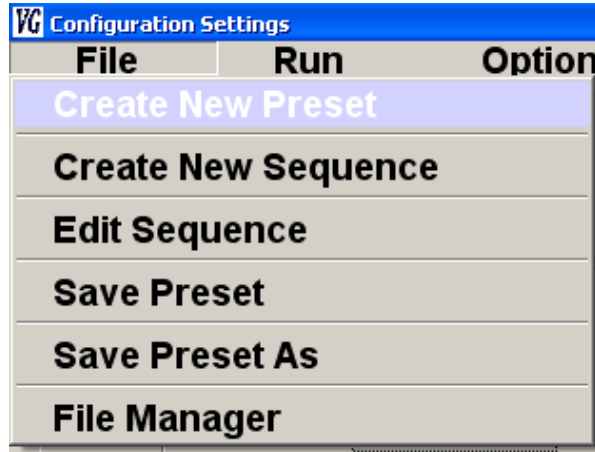 VG Configuration Settings
File Run Option
Create New Preset
Create New Sequence
Edit Sequence
Save Preset
Save Preset As
File Manager